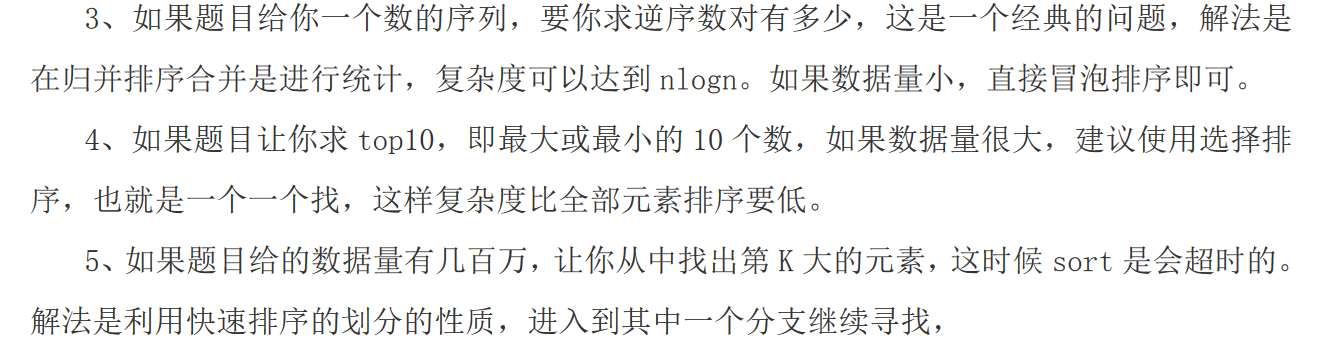 3、如果题目给你一个数的序列，要你求逆序数对有多少，这是一个经典的问题，解法是
在归并排序合并是进行统计，复杂度可以达到 nlogn。如果数据量小，直接冒泡排序即可。
4、如果题目让你求 top10，即最大或最小的 10 个数，如果数据量很大，建议使用选择排
序，也就是一个一个找，这样复杂度比全部元素排序要低。
5、如果题目给的数据量有几百万，让你从中找出第 K 大的元素，这时候 sort 是会超时的。
解法是利用快速排序的划分的性质，进入到其中一个分支继续寻找，